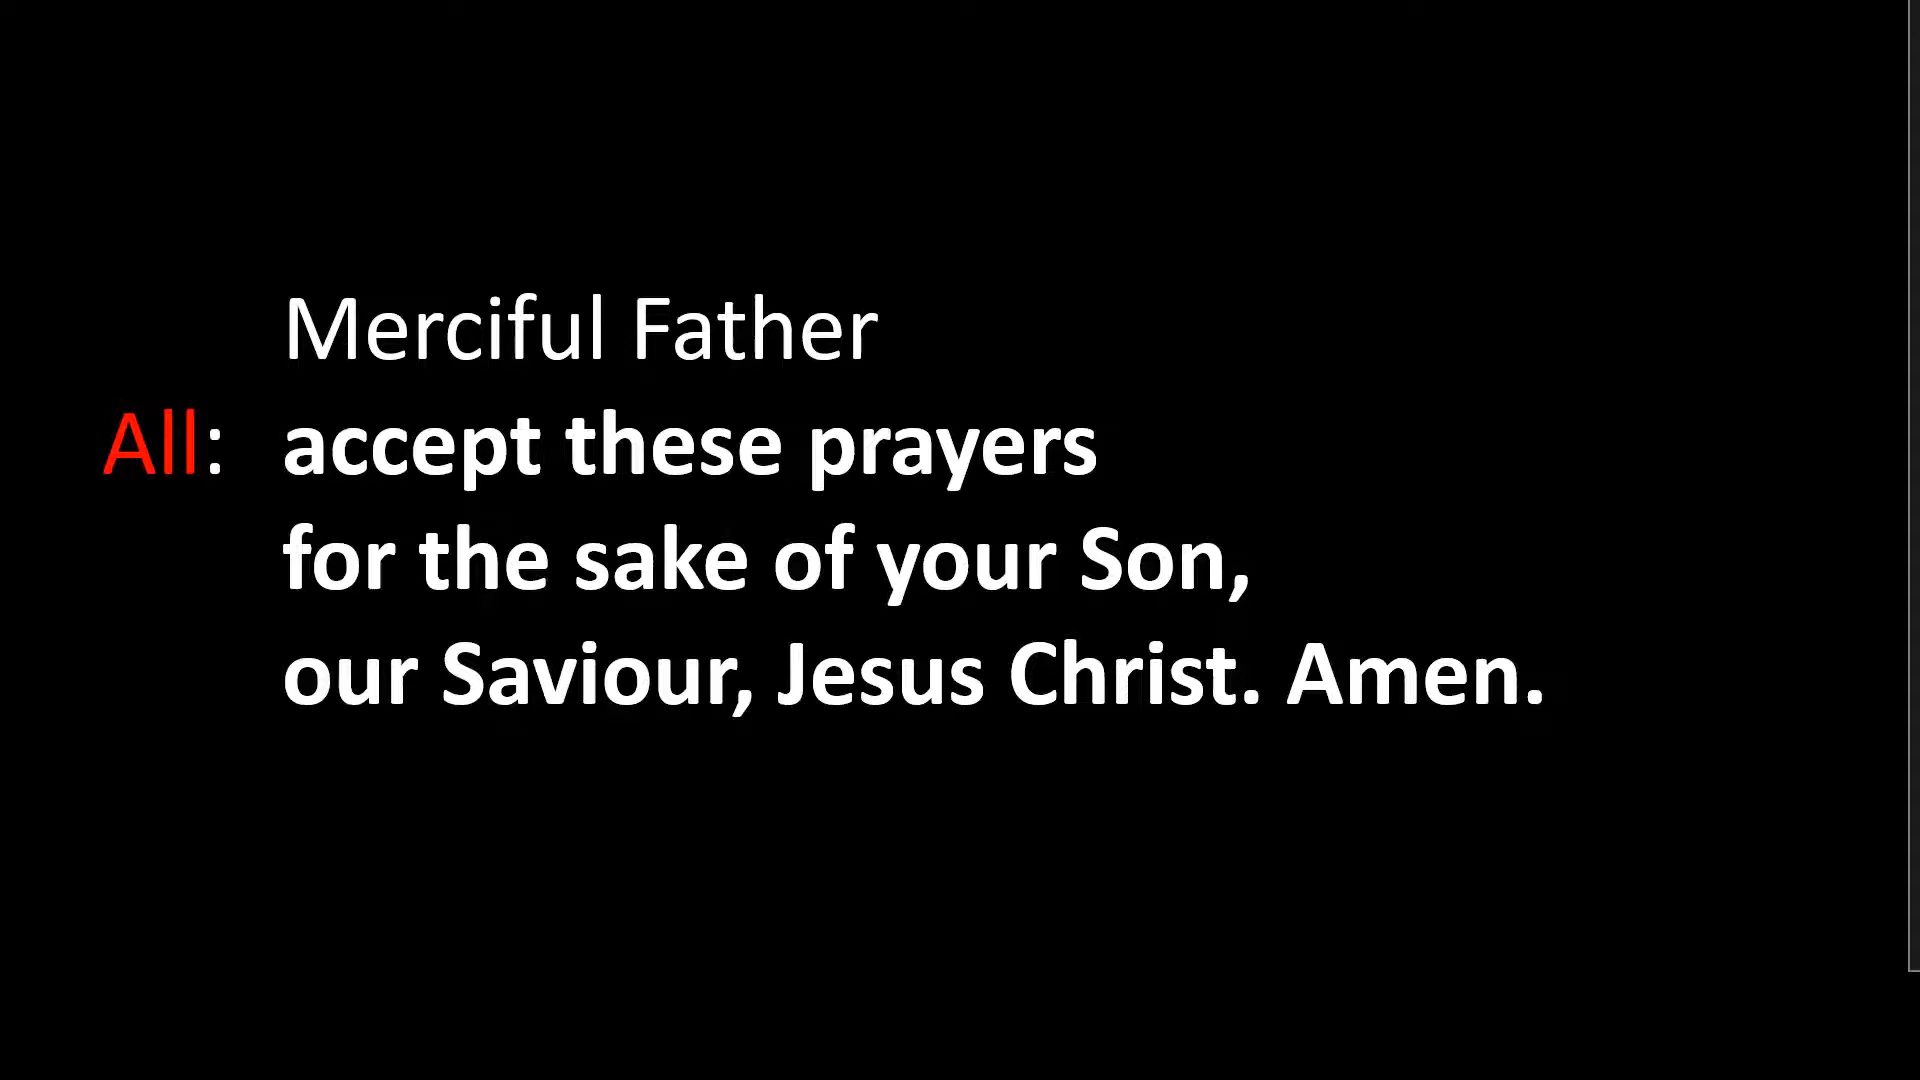 Merciful Father
All: accept these prayers
for the sake of your Son,
our Saviour, Jesus Christ. Amen.